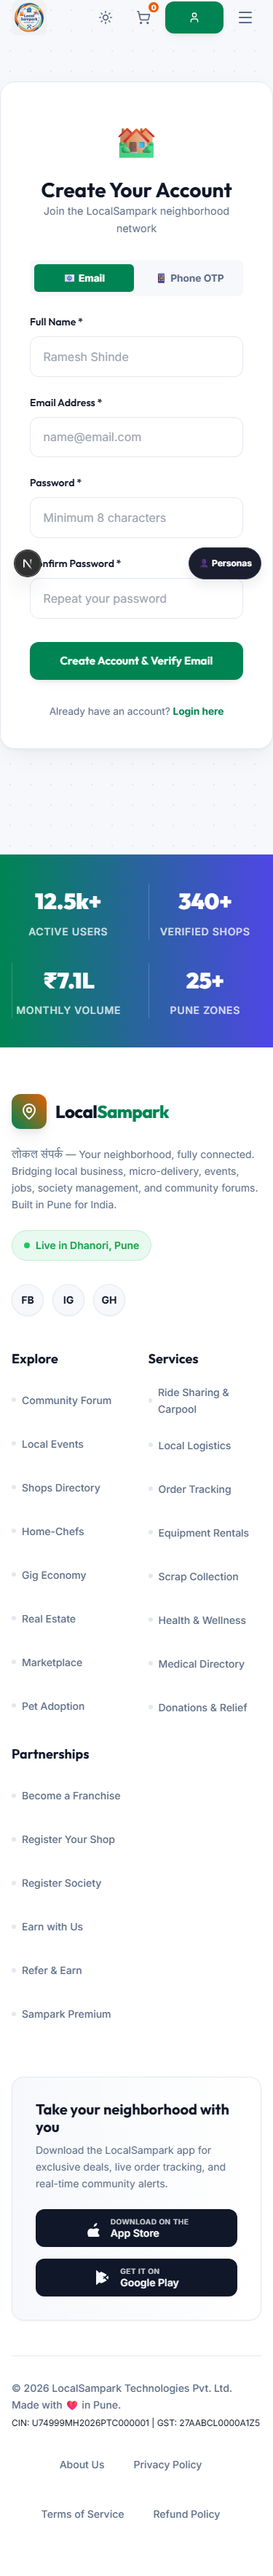 0
Create Your Account
Join the LocalSampark neighborhood
network
Email
Phone OTP
Full Name *
Ramesh Shinde
Email Address *
name@email.com
Password *
Minimum 8 characters
N
onfirm Password *
Personas
Repeat your password
Create Account & Verify Email
Already have an account? Login here
12.5k+
ACTIVE USERS
340+
VERIFIED SHOPS
₹7.1L
MONTHLY VOLUME
25+
PUNE ZONES
LocalSampark
लोकल संपर्क — Your neighborhood, fully connected.
Bridging local business, micro-delivery, events,
jobs, society management, and community forums.
Built in Pune for India.
Live in Dhanori, Pune
FB
IG
GH
Explore
Community Forum
Local Events
Shops Directory
Home-Chefs
Gig Economy
Real Estate
Marketplace
Pet Adoption
Services
Ride Sharing &
Carpool
Local Logistics
Order Tracking
Equipment Rentals
Scrap Collection
Health & Wellness
Medical Directory
Donations & Relief
Partnerships
Become a Franchise
Register Your Shop
Register Society
Earn with Us
Refer & Earn
Sampark Premium
Take your neighborhood with
you
Download the LocalSampark app for
exclusive deals, live order tracking, and
real-time community alerts.
DOWNLOAD ON THE
App Store
GET IT ON
Google Play
© 2026 LocalSampark Technologies Pvt. Ltd.
Made with ❤️ in Pune.
CIN: U74999MH2026PTC000001 | GST: 27AABCL0000A1Z5
About Us
Privacy Policy
Terms of Service
Refund Policy